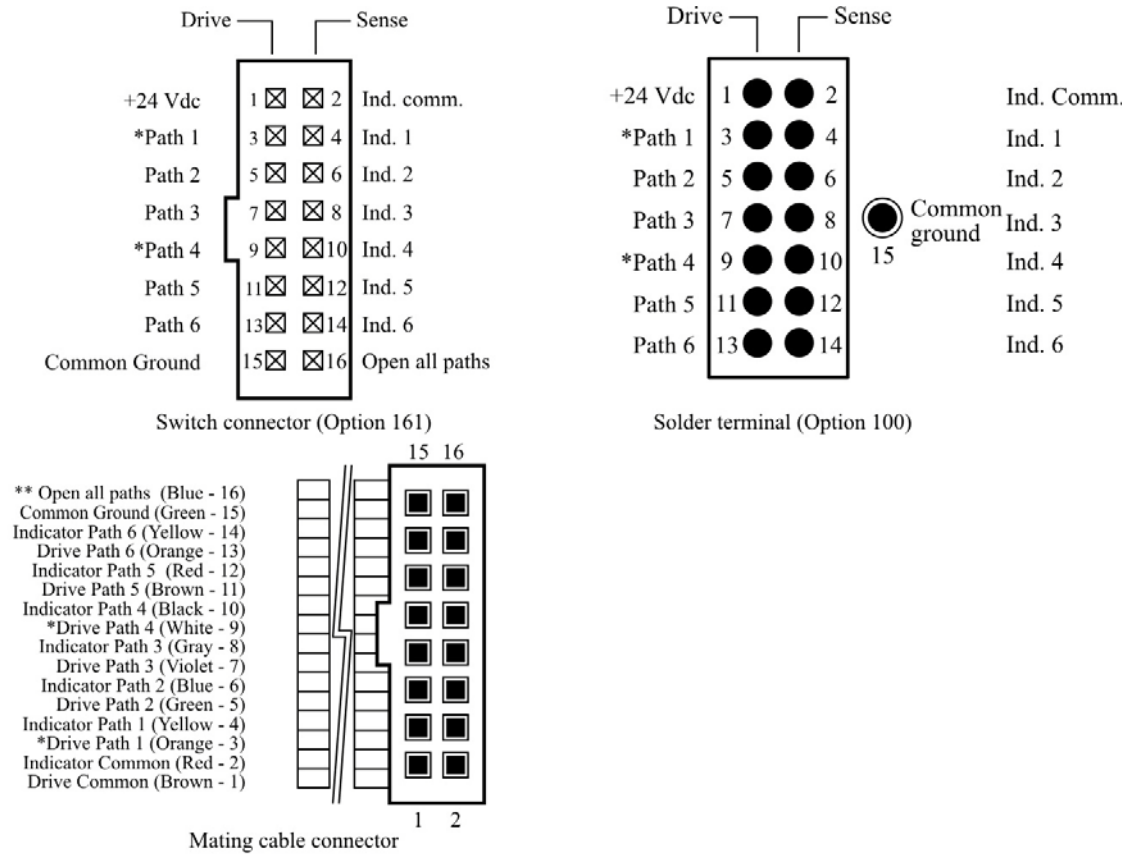 Drive Sense
+24 Vdc 1 2 Ind. comm.
*Path 1 3 4 Ind. 1
Path 2 5 6 Ind. 2
Path 3 7 8 Ind. 3
*Path 4 9 10 Ind. 4
Path 5 11 12 Ind. 5
Path 6 13 14 Ind. 6
Common Ground 15 16 Open all paths
Switch connector (Option 161)
Drive Sense
+24 Vdc 1 2 Ind. Comm.
*Path 1 3 4 Ind. 1
Path 2 5 6 Ind. 2
Path 3 7 8 Common Ind. 3
ground
*Path 4 9 10 15 Ind. 4
Path 5 11 12 Ind. 5
Path 6 13 14 Ind. 6
Solder terminal (Option 100)
15 16
** Open all paths (Blue - 16)
Common Ground (Green - 15)
Indicator Path 6 (Yellow - 14)
Drive Path 6 (Orange - 13)
Indicator Path 5 (Red - 12)
Drive Path 5 (Brown - 11)
Indicator Path 4 (Black - 10)
*Drive Path 4 (White - 9)
Indicator Path 3 (Gray - 8)
Drive Path 3 (Violet - 7)
Indicator Path 2 (Blue - 6)
Drive Path 2 (Green - 5)
Indicator Path 1 (Yellow - 4)
*Drive Path 1 (Orange - 3)
Indicator Common (Red - 2)
Drive Common (Brown - 1)
1 2
Mating cable connector